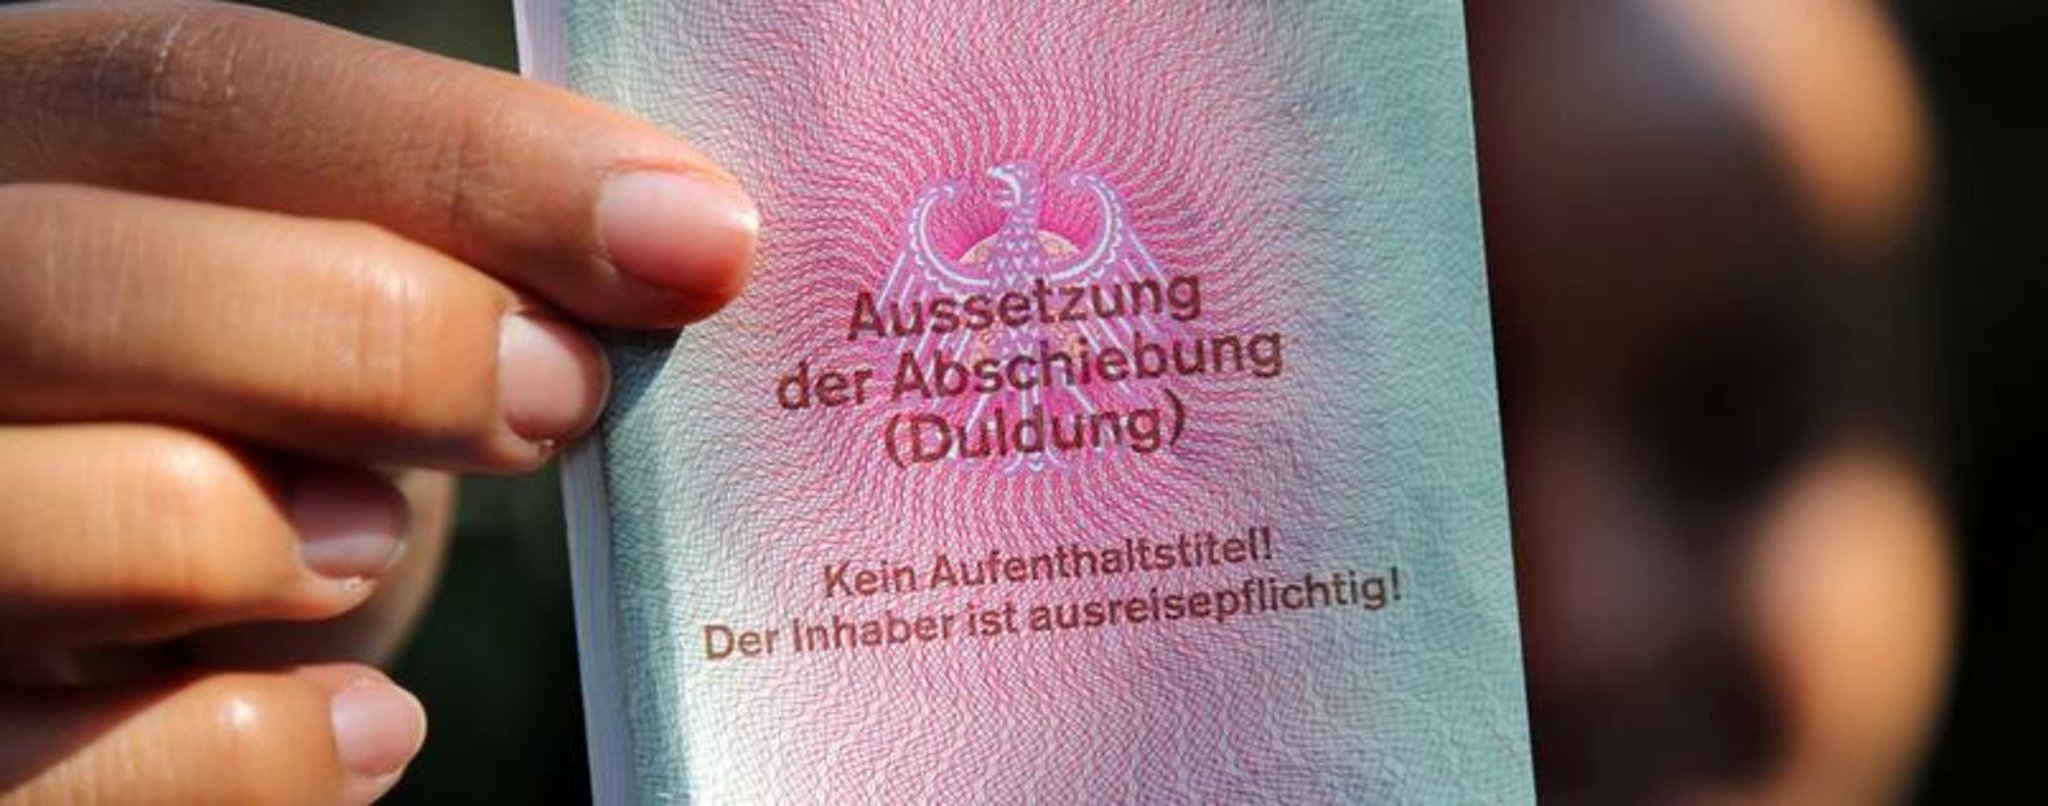 Aussetzung
der Abschiebung
(Duldung)
Kein Aufenthaltstitel!
Der Inhaber ist ausreisepflichtig!